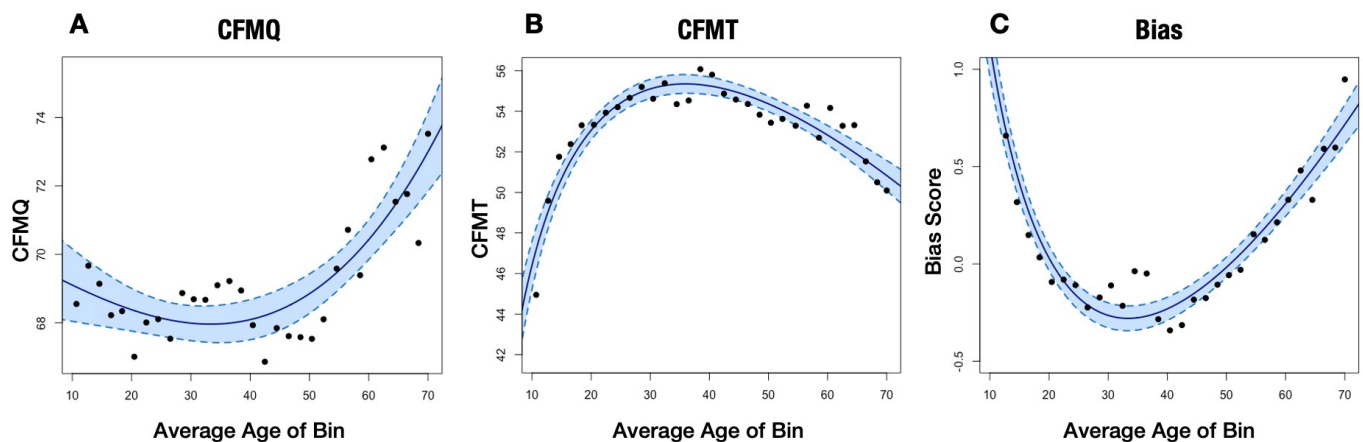 A
CFMQ
CFMQ
74
72
70
68
10 20 30 40 50 60 70
Average Age of Bin
B
CFMT
CFMT
56
54
52
50
48
46
44
42
10 20 30 40 50 60 70
Average Age of Bin
C
Bias
Bias Score
1.0
0.5
0.0
-0.5
10 20 30 40 50 60 70
Average Age of Bin